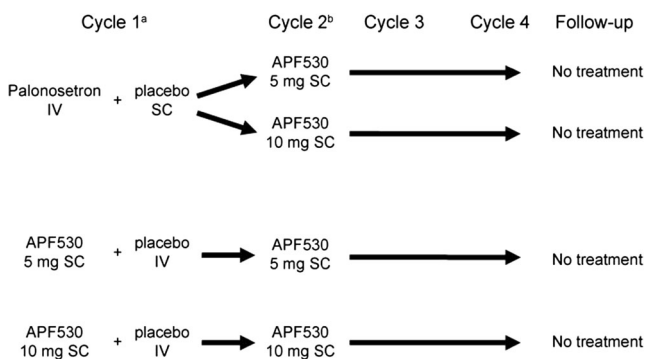 Cycle 1ª Cycle 2ᵇ Cycle 3 Cycle 4 Follow-up
Palonosetron IV + placebo SC
APF530
5 mg SC
No treatment
APF530
10 mg SC
No treatment
APF530
5 mg SC
+
placebo
IV
APF530
5 mg SC
No treatment
APF530
10 mg SC
+
placebo
IV
APF530
10 mg SC
No treatment